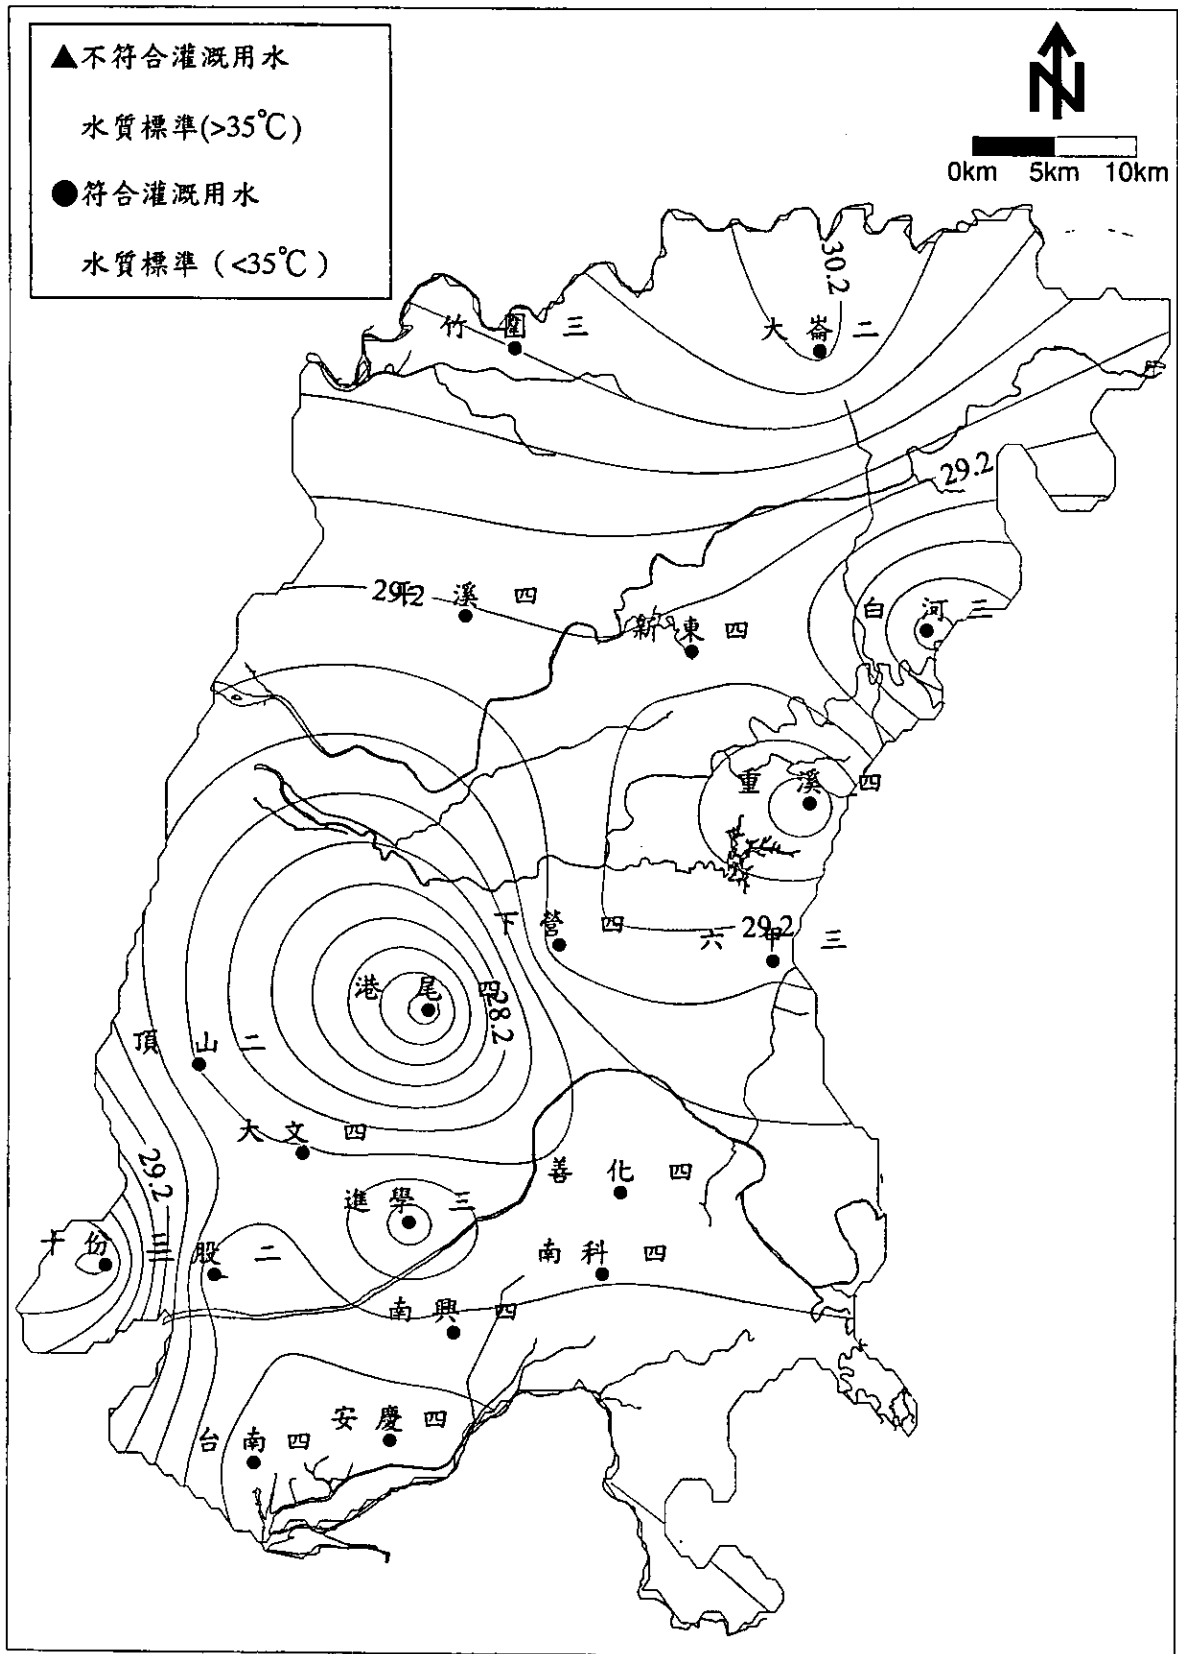 ▲不符合灌溉用水
水質標準(>35℃)
●符合灌溉用水
水質標準(<35℃)
N
0km 5km 10km
30.2
竹圍三
大崙二
29.2
29.2
平溪四
白河三
新東四
重溪四
下營四
六甲三
29.2
港尾四
28.2
頂山二
大文四
29.2
善化四
進學三
十份三
股二
南科四
南興四
安慶四
台南四